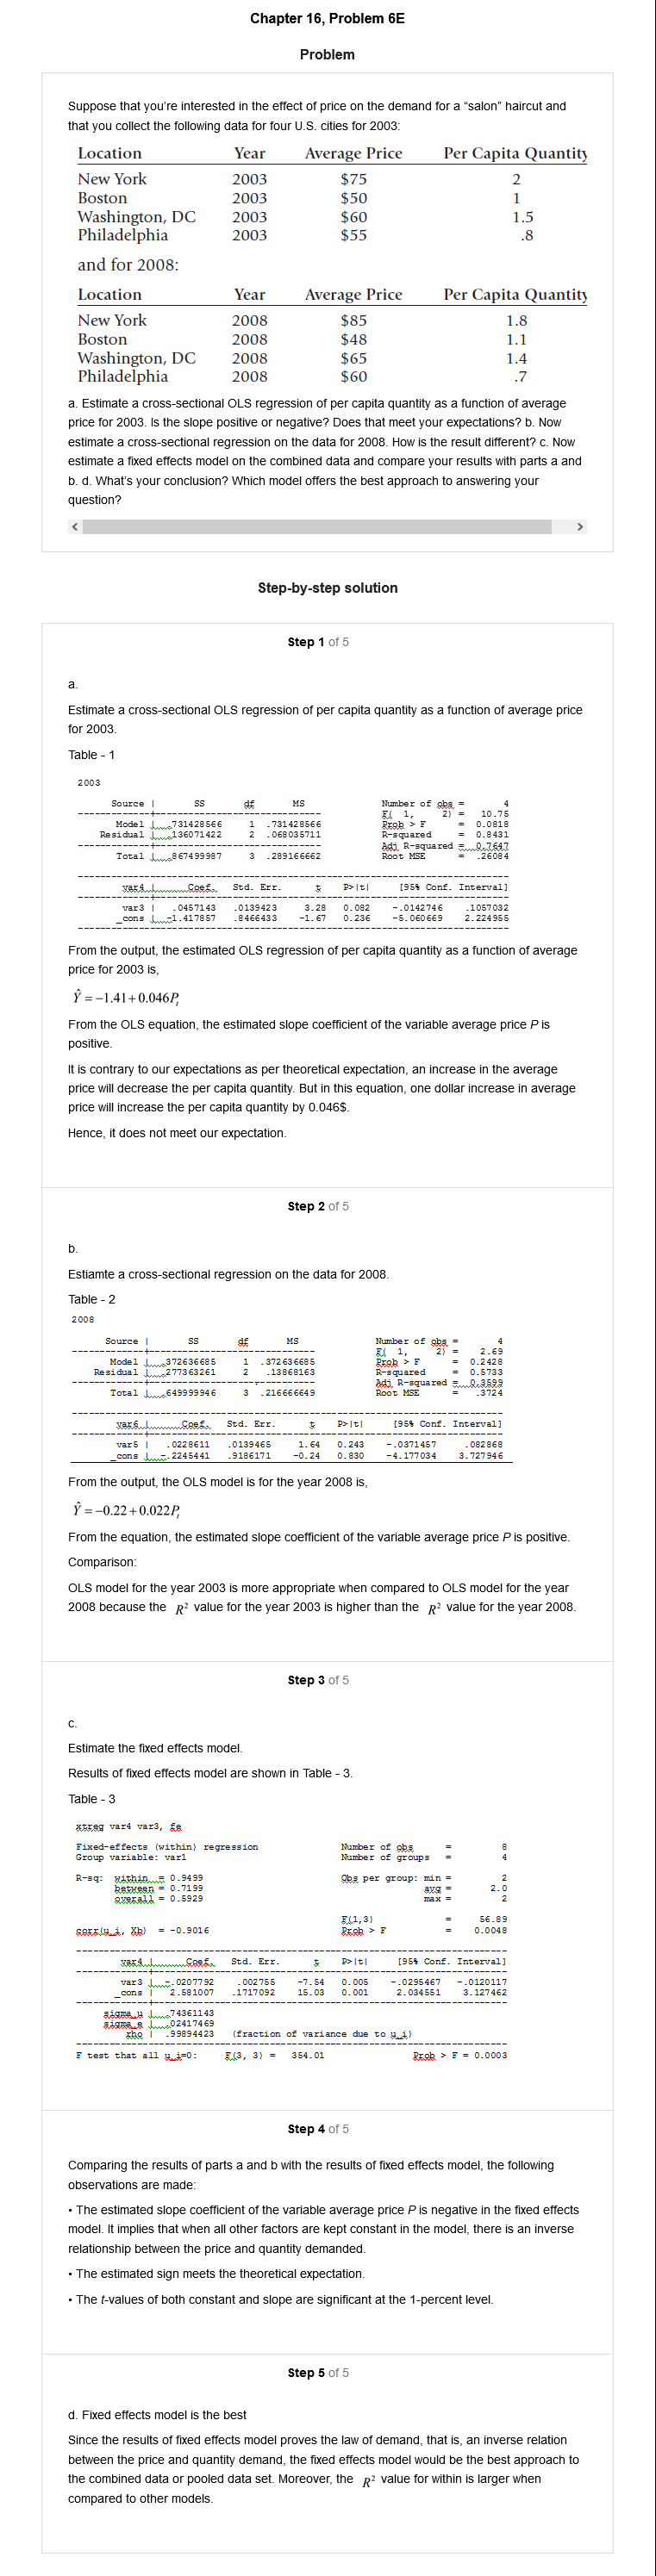 Chapter 16, Problem 6E
Problem
Suppose that you're interested in the effect of price on the demand for a “salon” haircut and
that you collect the following data for four U.S. cities for 2003:
Location Year Average Price Per Capita Quantity
New York 2003 $75 2
Boston 2003 $50 1
Washington, DC 2003 $60 1.5
Philadelphia 2003 $55 .8
and for 2008:
Location Year Average Price Per Capita Quantity
New York 2008 $85 1.8
Boston 2008 $48 1.1
Washington, DC 2008 $65 1.4
Philadelphia 2008 $60 .7
a. Estimate a cross-sectional OLS regression of per capita quantity as a function of average
price for 2003. Is the slope positive or negative? Does that meet your expectations? b. Now
estimate a cross-sectional regression on the data for 2008. How is the result different? c. Now
estimate a fixed effects model on the combined data and compare your results with parts a and
b. d. What's your conclusion? Which model offers the best approach to answering your
question?
Step-by-step solution
Step 1 of 5
a.
Estimate a cross-sectional OLS regression of per capita quantity as a function of average price
for 2003.
Table - 1
2003
Source | SS df MS Number of obs = 4
F( 1, 2) = 10.75
Model | .731428566 1 .731428566 Prob > F = 0.0818
Residual | .136071422 2 .068035711 R-squared = 0.8431
Adj R-squared = 0.7647
Total | .867499987 3 .289166662 Root MSE = .26084
var4 | Coef. Std. Err. t P>|t| [95% Conf. Interval]
var3 | .0457143 .0139423 3.28 0.082 -.0142746 .1057032
_cons | -1.417857 .8466433 -1.67 0.236 -5.060669 2.224955
From the output, the estimated OLS regression of per capita quantity as a function of average
price for 2003 is,
Ŷ = −1.41+0.046Pt
From the OLS equation, the estimated slope coefficient of the variable average price P is
positive.
It is contrary to our expectations as per theoretical expectation, an increase in the average
price will decrease the per capita quantity. But in this equation, one dollar increase in average
price will increase the per capita quantity by 0.046$.
Hence, it does not meet our expectation.
Step 2 of 5
b.
Estiamte a cross-sectional regression on the data for 2008.
Table - 2
2008
Source | SS df MS Number of obs = 4
F( 1, 2) = 2.69
Model | .372636685 1 .372636685 Prob > F = 0.2428
Residual | .277363261 2 .13868163 R-squared = 0.5733
Adj R-squared = 0.3599
Total | .649999946 3 .216666649 Root MSE = .3724
var6 | Coef. Std. Err. t P>|t| [95% Conf. Interval]
var5 | .0228611 .0139465 1.64 0.243 -.0371457 .082868
_cons | -.2245441 .9186171 -0.24 0.830 -4.177034 3.727946
From the output, the OLS model is for the year 2008 is,
Ŷ = −0.22+0.022Pt
From the equation, the estimated slope coefficient of the variable average price P is positive.
Comparison:
OLS model for the year 2003 is more appropriate when compared to OLS model for the year
2008 because the R² value for the year 2003 is higher than the R² value for the year 2008.
Step 3 of 5
c.
Estimate the fixed effects model.
Results of fixed effects model are shown in Table - 3.
Table - 3
xtreg var4 var3, fe
Fixed-effects (within) regression Number of obs = 8
Group variable: var1 Number of groups = 4
R-sq: within = 0.9499 Obs per group: min = 2
between = 0.7199 avg = 2.0
overall = 0.5929 max = 2
F(1,3) = 56.89
corr(u_i, Xb) = -0.9016 Prob > F = 0.0048
var4 | Coef. Std. Err. t P>|t| [95% Conf. Interval]
var3 | -.0207792 .002755 -7.54 0.005 -.0295467 -.0120117
_cons | 2.581007 .1717092 15.03 0.001 2.034551 3.127462
sigma_u | .74361143
sigma_e | .02417469
rho | .99894423 (fraction of variance due to u_i)
F test that all u_i=0: F(3, 3) = 354.01 Prob > F = 0.0003
Step 4 of 5
Comparing the results of parts a and b with the results of fixed effects model, the following
observations are made:
• The estimated slope coefficient of the variable average price P is negative in the fixed effects
model. It implies that when all other factors are kept constant in the model, there is an inverse
relationship between the price and quantity demanded.
• The estimated sign meets the theoretical expectation.
• The t-values of both constant and slope are significant at the 1-percent level.
Step 5 of 5
d. Fixed effects model is the best
Since the results of fixed effects model proves the law of demand, that is, an inverse relation
between the price and quantity demand, the fixed effects model would be the best approach to
the combined data or pooled data set. Moreover, the R² value for within is larger when
compared to other models.